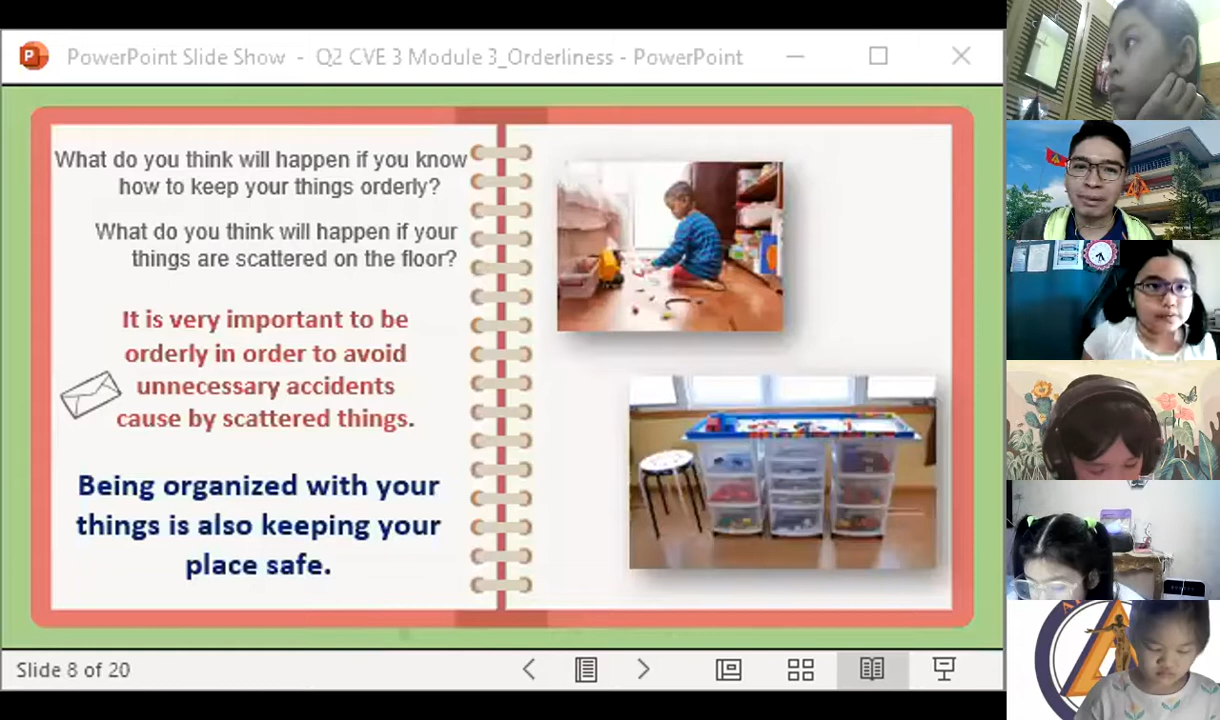 PowerPoint Slide Show - Q2 CVE 3 Module 3_Orderliness - PowerPoint
What do you think will happen if you know
how to keep your things orderly?
What do you think will happen if your
things are scattered on the floor?
It is very important to be
orderly in order to avoid
unnecessary accidents
cause by scattered things.
Being organized with your
things is also keeping your
place safe.
Slide 8 of 20